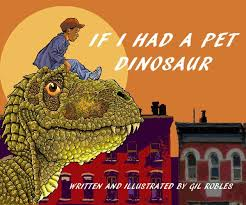 IF I HAD A PET
DINOSAUR
WRITTEN AND ILLUSTRATED BY GIL ROBLES